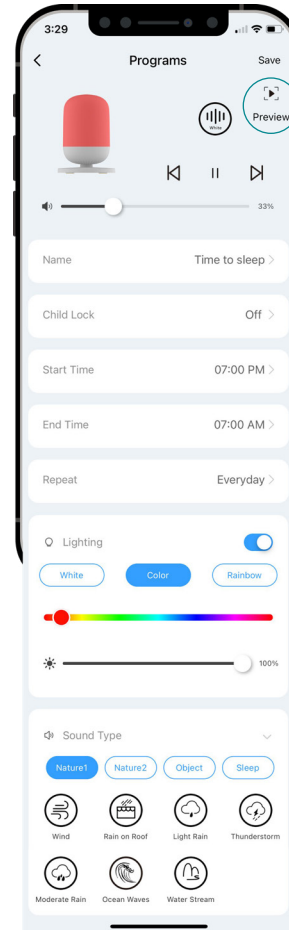 3:29
Programs
Save
White
Preview
33%
Name
Time to sleep
Child Lock
Off
Start Time
07:00 PM
End Time
07:00 AM
Repeat
Everyday
Lighting
White
Color
Rainbow
100%
Sound Type
Nature1
Nature2
Object
Sleep
Wind
Rain on Roof
Light Rain
Thunderstorm
Moderate Rain
Ocean Waves
Water Stream